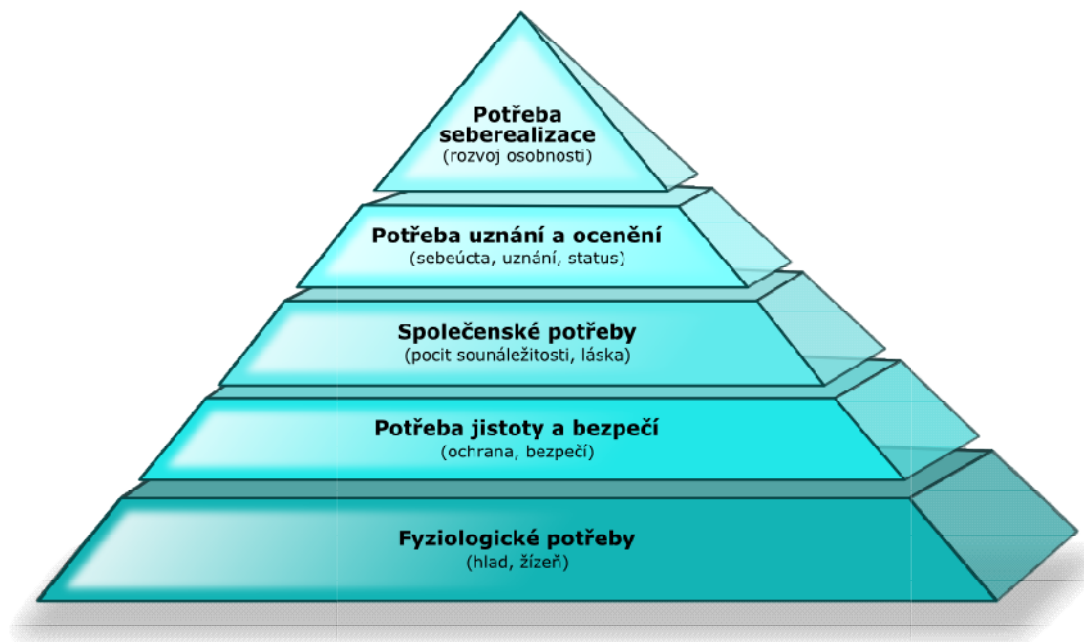 Potřeba
seberealizace
(rozvoj osobnosti)
Potřeba uznání a ocenění
(sebeúcta, uznání, status)
Společenské potřeby
(pocit sounáležitosti, láska)
Potřeba jistoty a bezpečí
(ochrana, bezpečí)
Fyziologické potřeby
(hlad, žízeň)